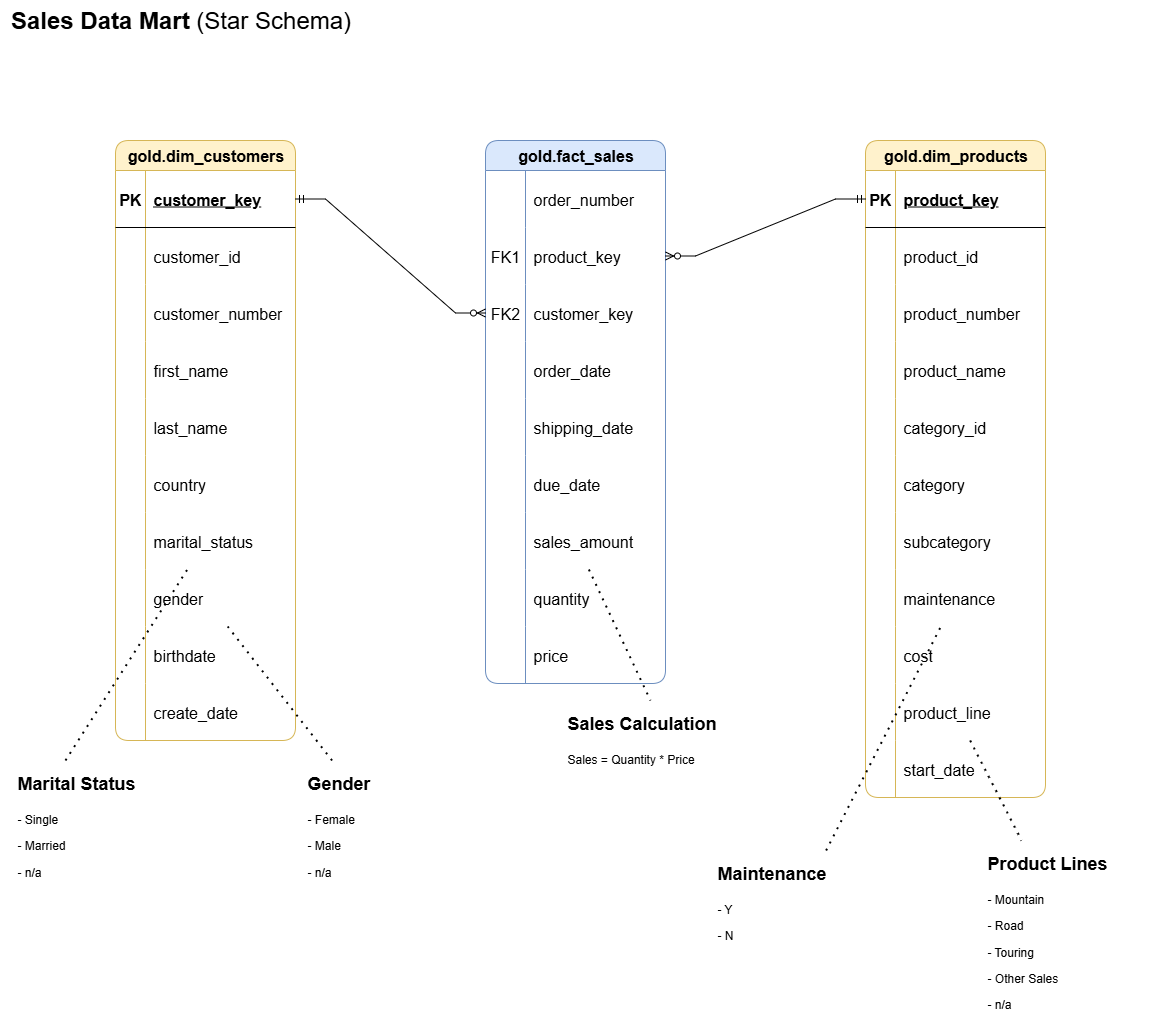 Sales Data Mart (Star Schema)
gold.dim_customers
PK customer_key
customer_id
customer_number
first_name
last_name
country
marital_status
gender
birthdate
create_date
gold.fact_sales
order_number
FK1 product_key
FK2 customer_key
order_date
shipping_date
due_date
sales_amount
quantity
price
gold.dim_products
PK product_key
product_id
product_number
product_name
category_id
category
subcategory
maintenance
cost
product_line
start_date
Marital Status
- Single
- Married
- n/a
Gender
- Female
- Male
- n/a
Sales Calculation
Sales = Quantity * Price
Maintenance
- Y
- N
Product Lines
- Mountain
- Road
- Touring
- Other Sales
- n/a